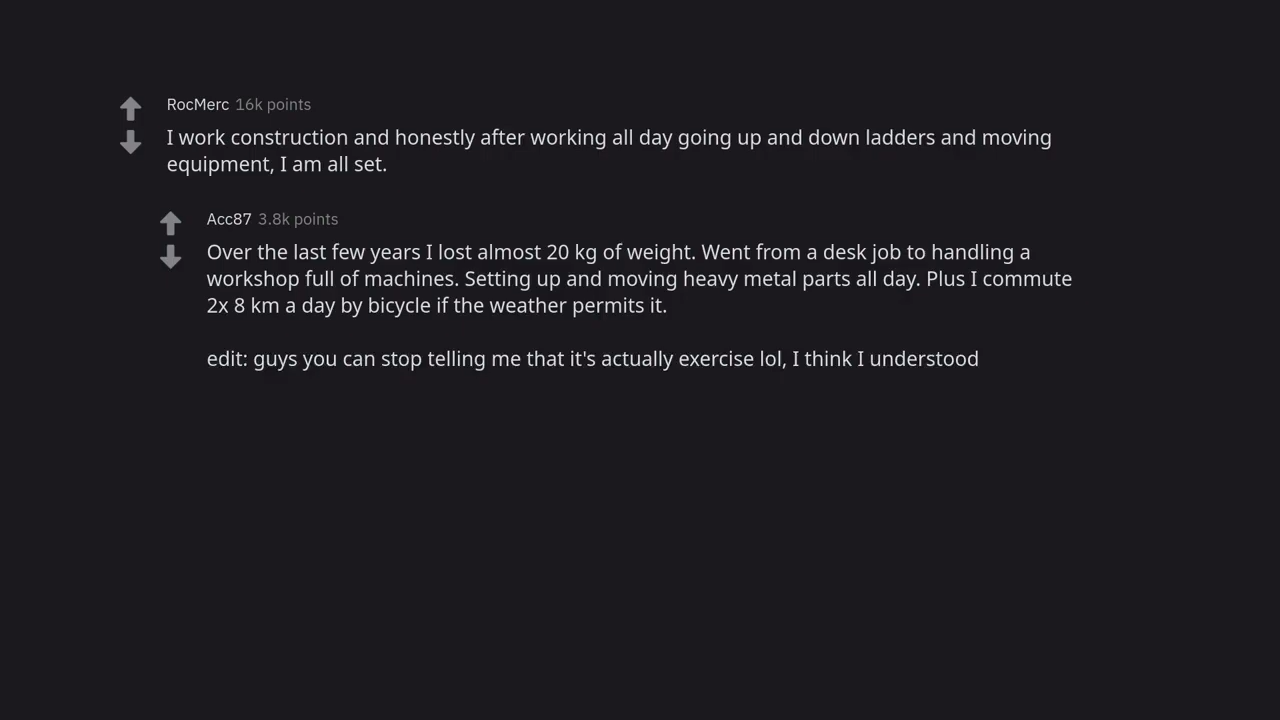 RocMerc 16k points
I work construction and honestly after working all day going up and down ladders and moving
equipment, I am all set.
Acc87 3.8k points
Over the last few years I lost almost 20 kg of weight. Went from a desk job to handling a
workshop full of machines. Setting up and moving heavy metal parts all day. Plus I commute
2x 8 km a day by bicycle if the weather permits it.
edit: guys you can stop telling me that it's actually exercise lol, I think I understood